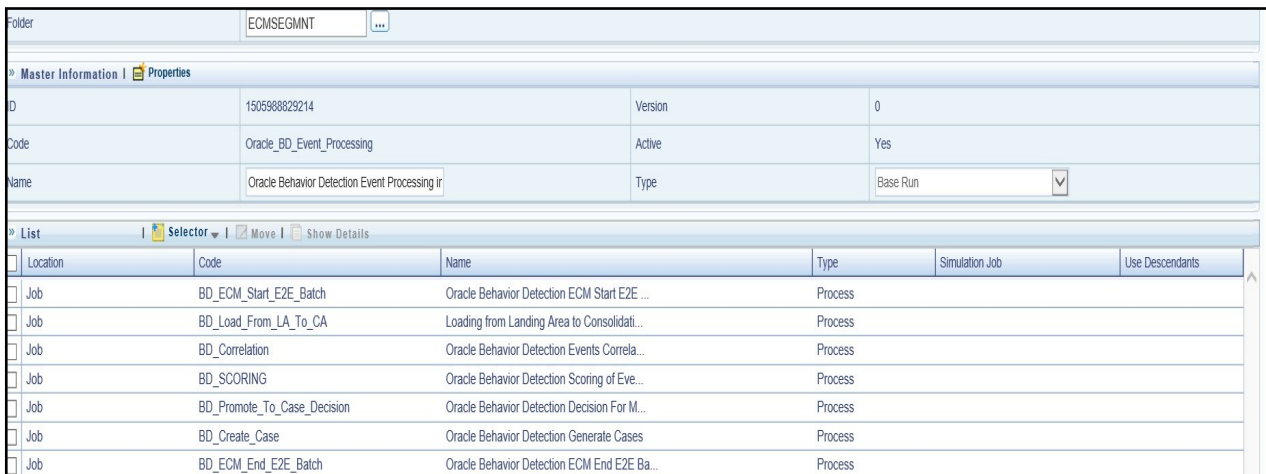 Folder ECMSEGMNT ...
» Master Information | Properties
ID 1505988829214 Version 0
Code Oracle_BD_Event_Processing Active Yes
Name Oracle Behavior Detection Event Processing ir Type Base Run
» List | Selector | Move | Show Details
Location Code Name Type Simulation Job Use Descendants
Job BD_ECM_Start_E2E_Batch Oracle Behavior Detection ECM Start E2E ... Process
Job BD_Load_From_LA_To_CA Loading from Landing Area to Consolidati... Process
Job BD_Correlation Oracle Behavior Detection Events Correla... Process
Job BD_SCORING Oracle Behavior Detection Scoring of Eve... Process
Job BD_Promote_To_Case_Decision Oracle Behavior Detection Decision For M... Process
Job BD_Create_Case Oracle Behavior Detection Generate Cases Process
Job BD_ECM_End_E2E_Batch Oracle Behavior Detection ECM End E2E Ba... Process